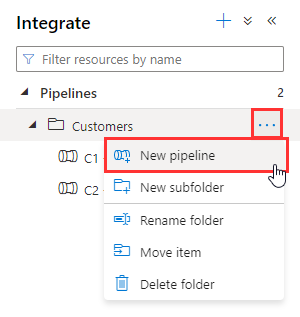 Integrate
Filter resources by name
Pipelines 2
Customers ...
C1
New pipeline
C2
New subfolder
Rename folder
Move item
Delete folder